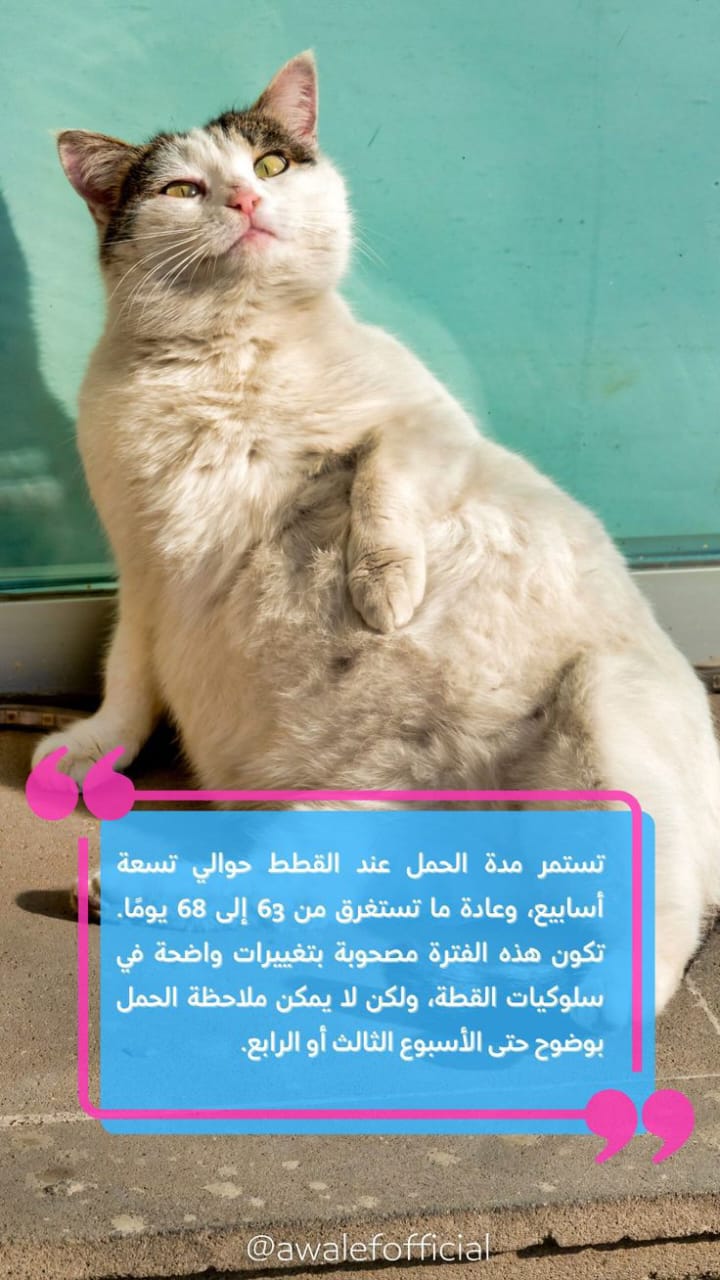 تستمر مدة الحمل عند القطط حوالي تسعة
أسابيع، وعادة ما تستغرق من 63 إلى 68 يومًا.
تكون هذه الفترة مصحوبة بتغييرات واضحة في
سلوكيات القطة، ولكن لا يمكن ملاحظة الحمل
بوضوح حتى الأسبوع الثالث أو الرابع.
@awalefofficial